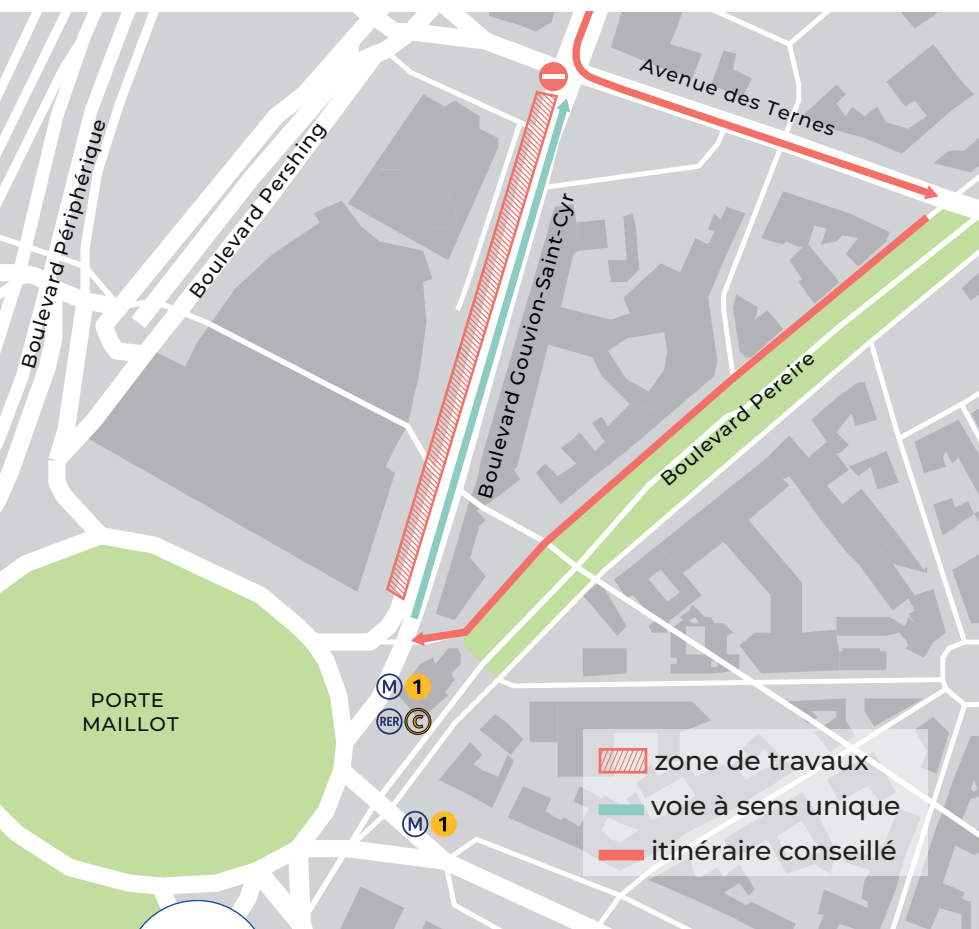 Avenue des Ternes
Boulevard Périphérique
Boulevard Pershing
Boulevard Gouvion-Saint-Cyr
Boulevard Pereire
PORTE
MAILLOT
M 1
RER C
M 1
zone de travaux
voie à sens unique
itinéraire conseillé